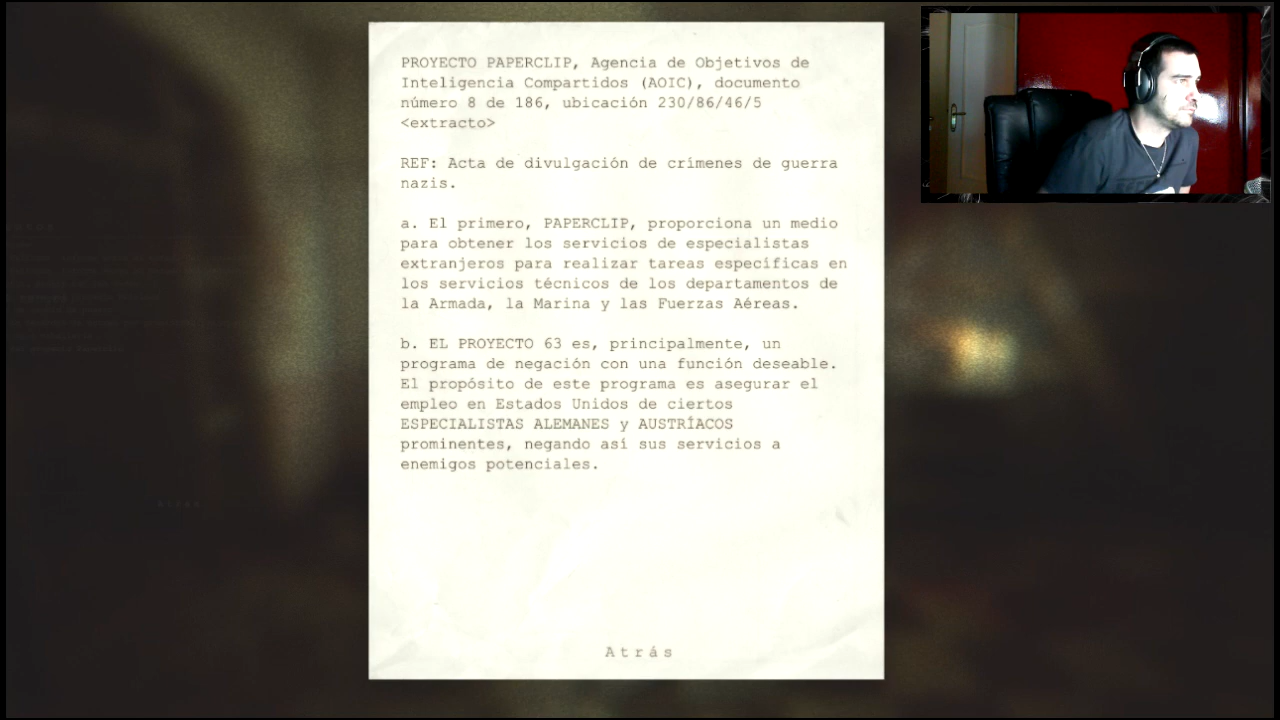 PROYECTO PAPERCLIP, Agencia de Objetivos de
Inteligencia Compartidos (AOIC), documento
número 8 de 186, ubicación 230/86/46/5
<extracto>
REF: Acta de divulgación de crímenes de guerra
nazis.
a. El primero, PAPERCLIP, proporciona un medio
para obtener los servicios de especialistas
extranjeros para realizar tareas específicas en
los servicios técnicos de los departamentos de
la Armada, la Marina y las Fuerzas Aéreas.
b. EL PROYECTO 63 es, principalmente, un
programa de negación con una función deseable.
El propósito de este programa es asegurar el
empleo en Estados Unidos de ciertos
ESPECIALISTAS ALEMANES y AUSTRÍACOS
prominentes, negando así sus servicios a
enemigos potenciales.
Atrás